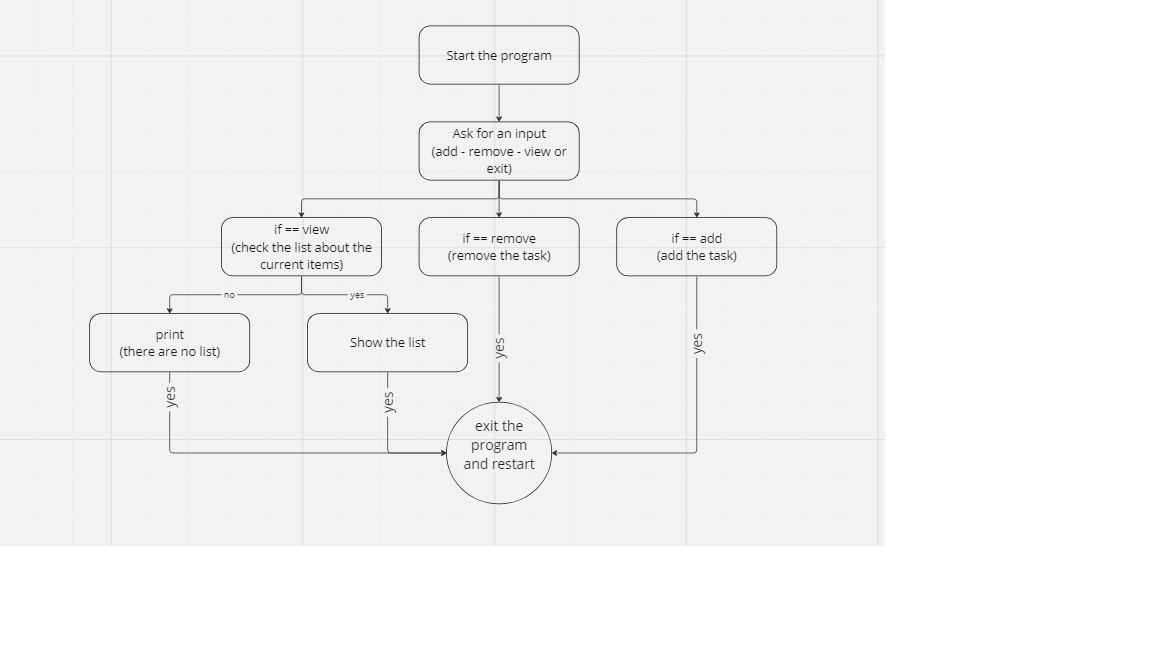 Start the program
Ask for an input
(add - remove - view or
exit)
if == view
(check the list about the
current items)
if == remove
(remove the task)
if == add
(add the task)
no
yes
print
(there are no list)
Show the list
yes
yes
yes
yes
exit the
program
and restart